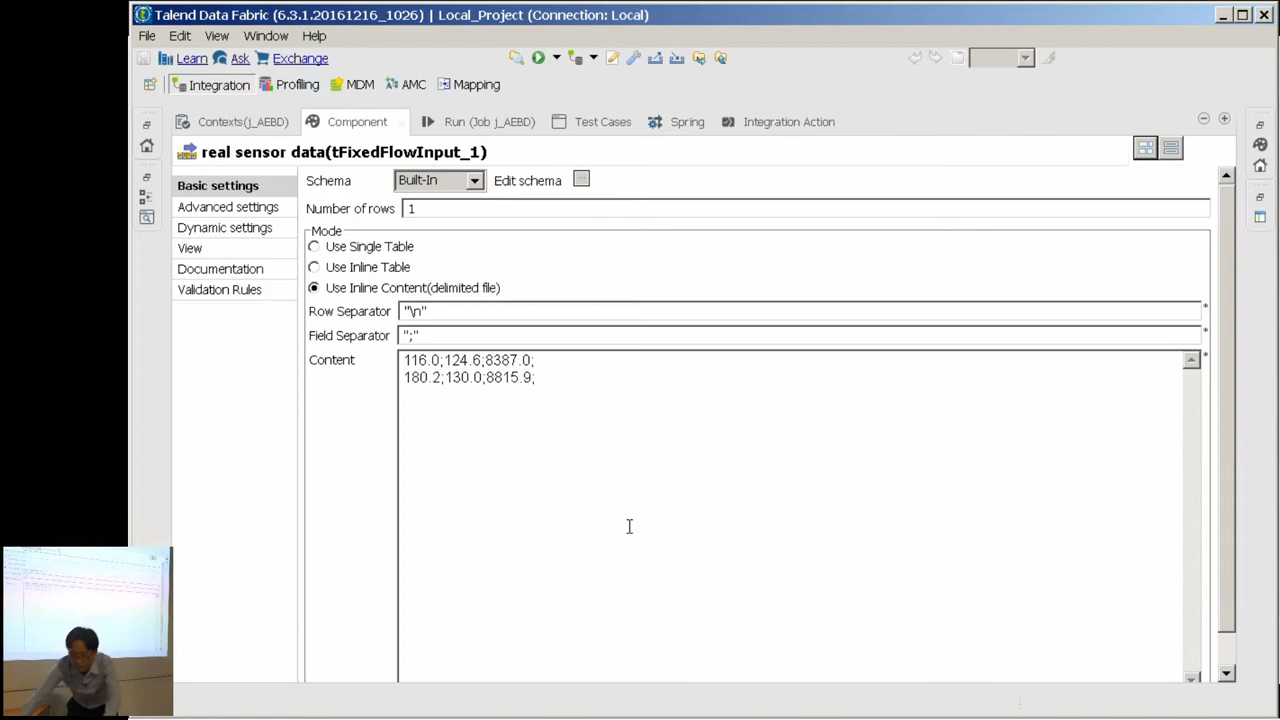 Talend Data Fabric (6.3.1.20161216_1026) | Local_Project (Connection: Local)
File Edit View Window Help
Learn Ask Exchange
Integration Profiling MDM AMC Mapping
Contexts(j_AEBD) Component Run (Job j_AEBD) Test Cases Spring Integration Action
real sensor data(tFixedFlowInput_1)
Basic settings
Advanced settings
Dynamic settings
View
Documentation
Validation Rules
Schema Built-In Edit schema ...
Number of rows 1
Mode
Use Single Table
Use Inline Table
Use Inline Content(delimited file)
Row Separator "\n" *
Field Separator ";" *
Content 116.0;124.6;8387.0; *
180.2;130.0;8815.9;